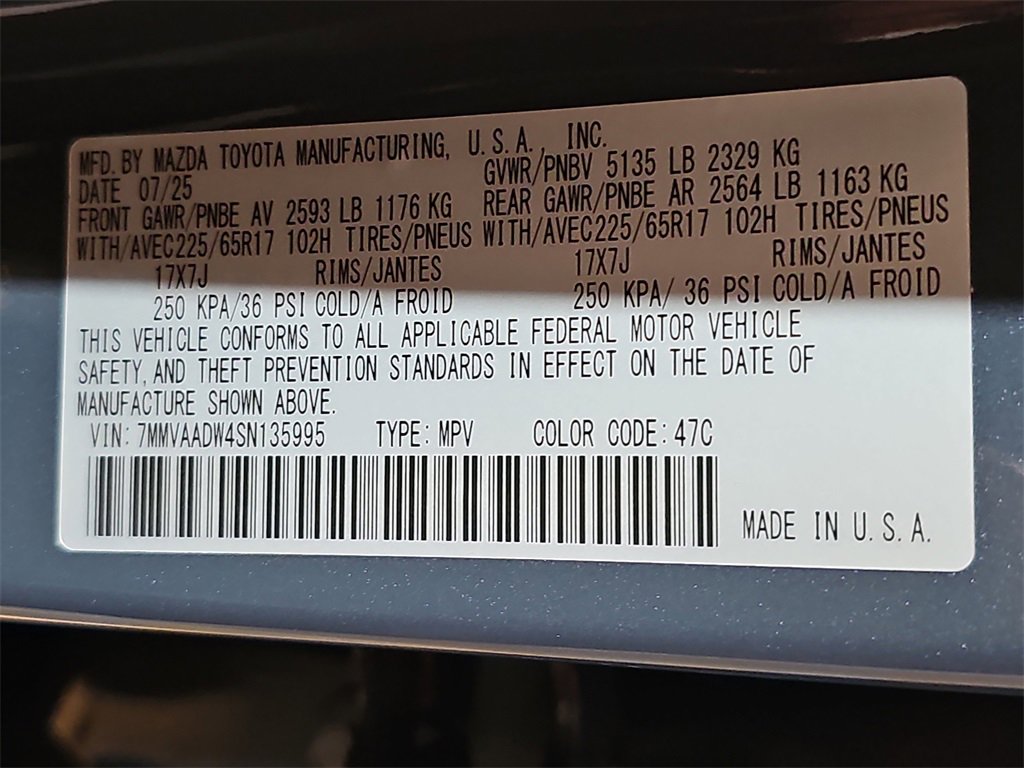 MFD. BY MAZDA TOYOTA MANUFACTURING, U.S.A., INC.
DATE 07/25 GVWR/PNBV 5135 LB 2329 KG
FRONT GAWR/PNBE AV 2593 LB 1176 KG REAR GAWR/PNBE AR 2564 LB 1163 KG
WITH/AVEC225/65R17 102H TIRES/PNEUS WITH/AVEC225/65R17 102H TIRES/PNEUS
17X7J RIMS/JANTES 17X7J RIMS/JANTES
250 KPA/36 PSI COLD/A FROID 250 KPA/ 36 PSI COLD/A FROID
THIS VEHICLE CONFORMS TO ALL APPLICABLE FEDERAL MOTOR VEHICLE
SAFETY, AND THEFT PREVENTION STANDARDS IN EFFECT ON THE DATE OF
MANUFACTURE SHOWN ABOVE.
VIN: 7MMVAADW4SN135995 TYPE: MPV COLOR CODE: 47C
MADE IN U.S.A.